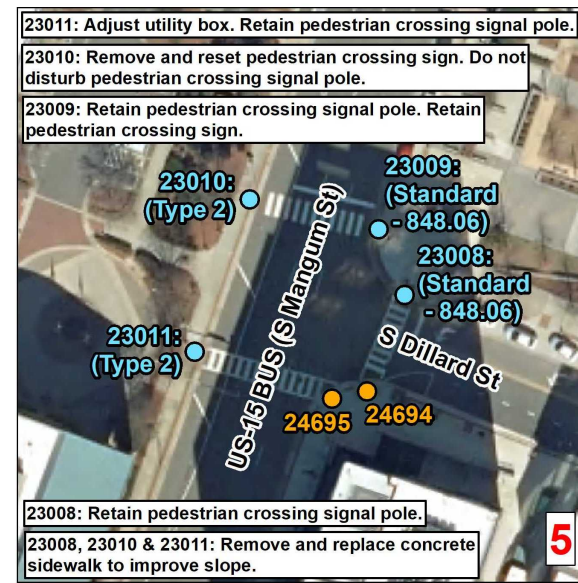 23011: Adjust utility box. Retain pedestrian crossing signal pole.
23010: Remove and reset pedestrian crossing sign. Do not
disturb pedestrian crossing signal pole.
23009: Retain pedestrian crossing signal pole. Retain
pedestrian crossing sign.
23010:
(Type 2)
23009:
(Standard
- 848.06)
23008:
(Standard
- 848.06)
US-15 BUS (S Mangum St)
23011:
(Type 2)
S Dillard St
24695
24694
23008: Retain pedestrian crossing signal pole.
23008, 23010 & 23011: Remove and replace concrete
sidewalk to improve slope.
5